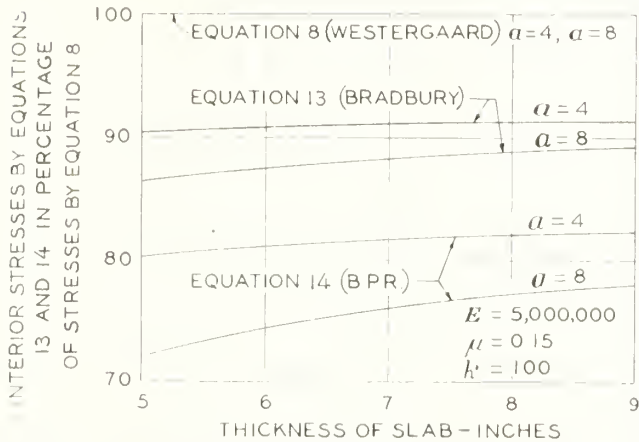 INTERIOR STRESSES BY EQUATIONS
13 AND 14 IN PERCENTAGE
OF STRESSES BY EQUATION 8
100
90
80
70
EQUATION 8 (WESTERGAARD) a=4, a=8
EQUATION 13 (BRADBURY)
a=4
a=8
a=4
EQUATION 14 (BPR)
a=8
E = 5,000,000
μ = 0.15
k = 100
5 6 7 8 9
THICKNESS OF SLAB-INCHES